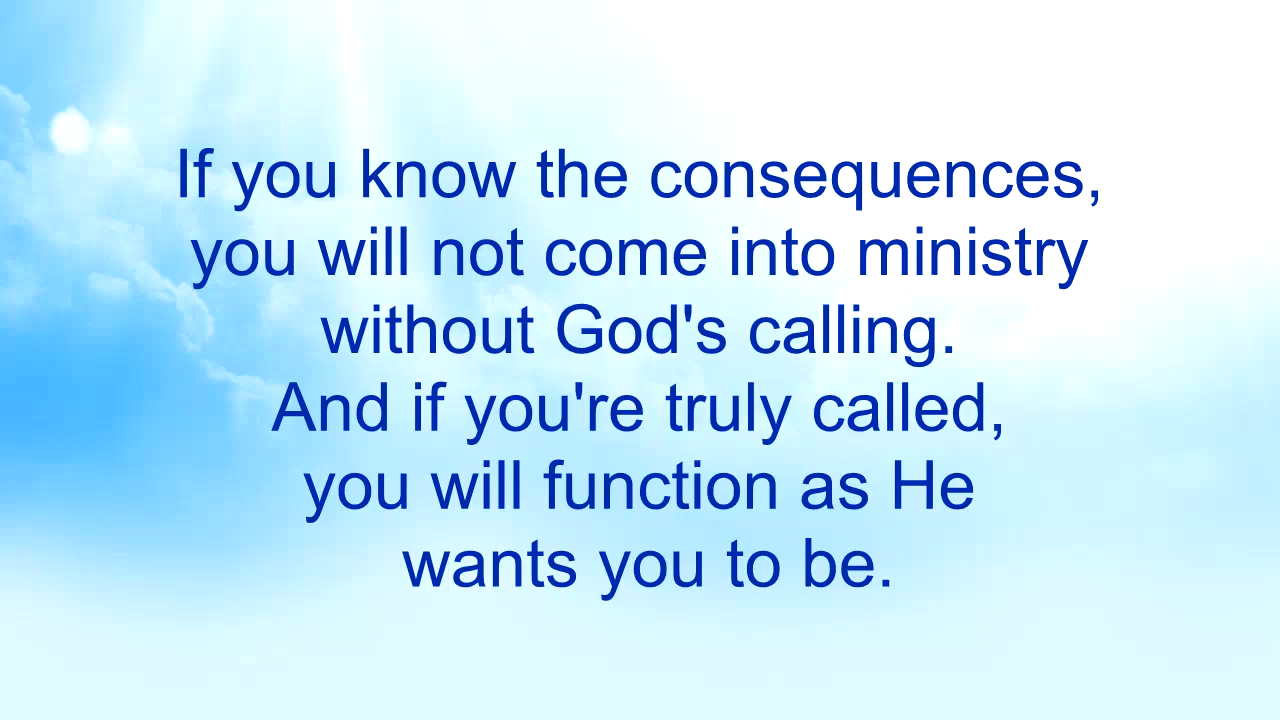 If you know the consequences,
you will not come into ministry
without God's calling.
And if you're truly called,
you will function as He
wants you to be.